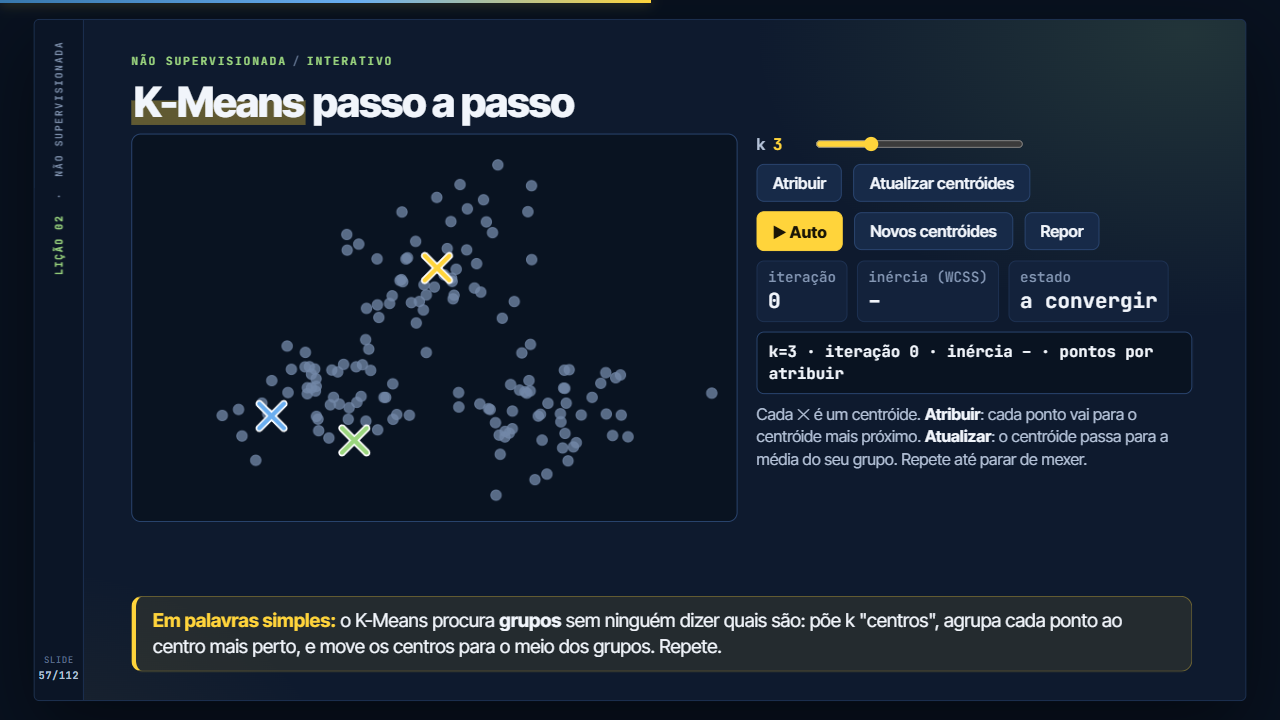 NÃO SUPERVISIONADA / INTERATIVO
K-Means passo a passo
LIÇÃO 02 · NÃO SUPERVISIONADA
k 3
Atribuir
Atualizar centróides
▶ Auto
Novos centróides
Repor
iteração
0
inércia (WCSS)
–
estado
a convergir
k=3 · iteração 0 · inércia – · pontos por
atribuir
Cada ✕ é um centróide. Atribuir: cada ponto vai para o
centróide mais próximo. Atualizar: o centróide passa para a
média do seu grupo. Repete até parar de mexer.
Em palavras simples: o K-Means procura grupos sem ninguém dizer quais são: põe k "centros", agrupa cada ponto ao
centro mais perto, e move os centros para o meio dos grupos. Repete.
SLIDE
57/112